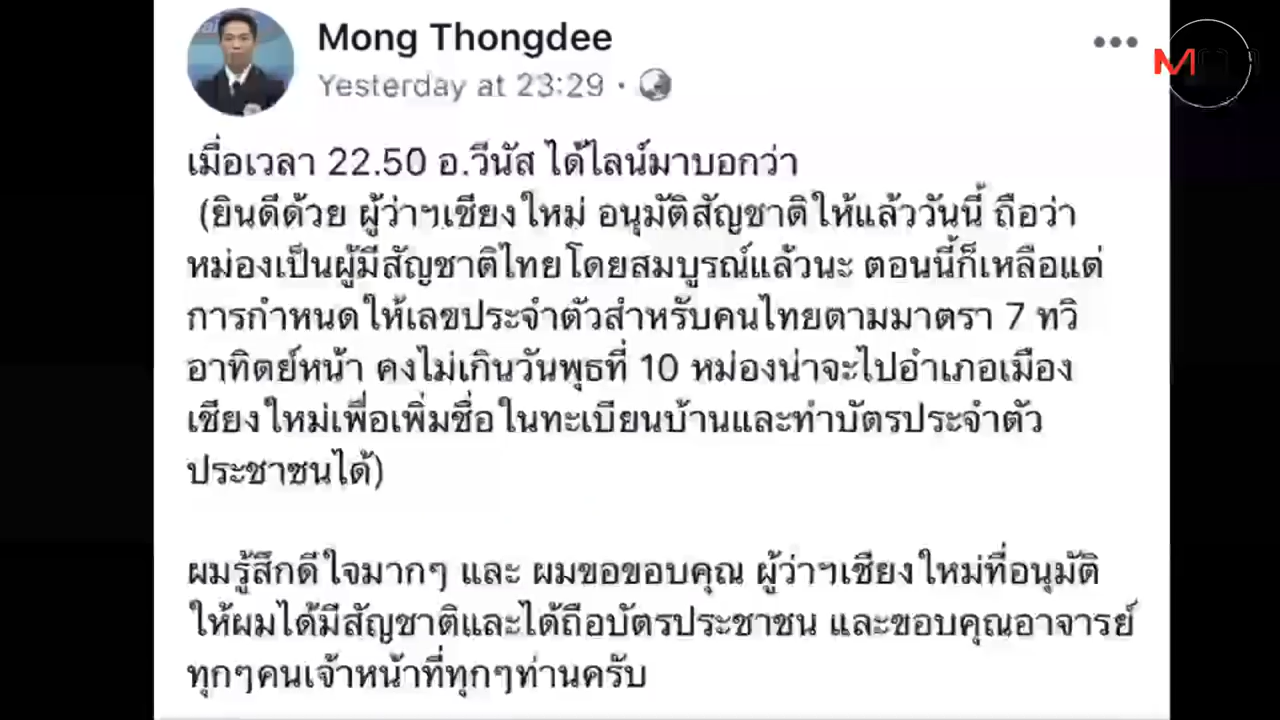 Mong Thongdee
Yesterday at 23:29
เมื่อเวลา 22.50 อ.วีนัส ได้ไลน์มาบอกว่า
(ยินดีด้วย ผู้ว่าฯเชียงใหม่ อนุมัติสัญชาติให้แล้ววันนี้ ถือว่า
หม่องเป็นผู้มีสัญชาติไทยโดยสมบูรณ์แล้วนะ ตอนนี้ก็เหลือแต่
การกำหนดให้เลขประจำตัวสำหรับคนไทยตามมาตรา 7 ทวิ
อาทิตย์หน้า คงไม่เกินวันพุธที่ 10 หม่องน่าจะไปอำเภอเมือง
เชียงใหม่เพื่อเพิ่มชื่อในทะเบียนบ้านและทำบัตรประจำตัว
ประชาชนได้)
ผมรู้สึกดีใจมากๆ และ ผมขอขอบคุณ ผู้ว่าฯเชียงใหม่ที่อนุมัติ
ให้ผมได้มีสัญชาติและได้ถือบัตรประชาชน และขอบคุณอาจารย์
ทุกๆคนเจ้าหน้าที่ทุกๆท่านครับ